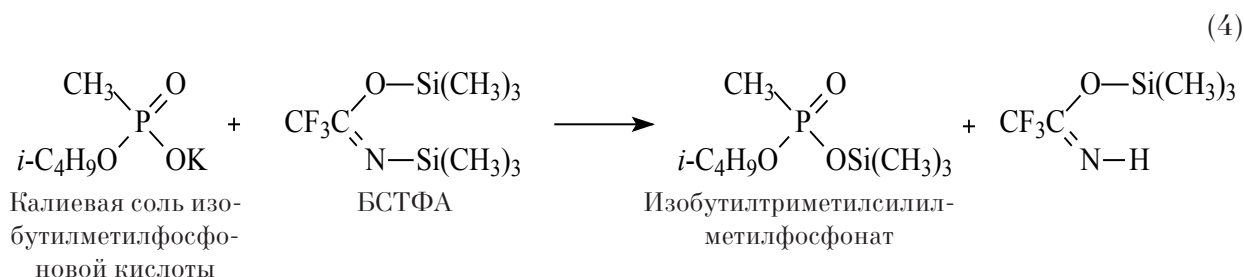 (4)
CH3 O O—Si(CH3)3 CH3 O O—Si(CH3)3
P + CF3C P + CF3C
i-C4H9O OK N—Si(CH3)3 i-C4H9O OSi(CH3)3 N—H
Калиевая соль изо- БСТФА Изобутилтриметилсилил-
бутилметилфосфо- метилфосфонат
новой кислоты